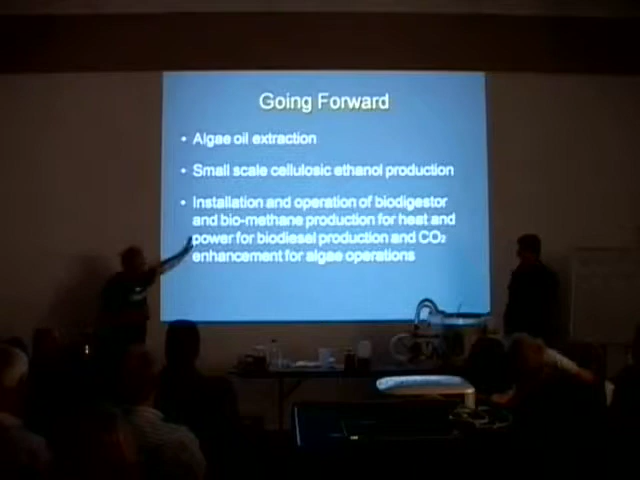 Going Forward
• Algae oil extraction
• Small scale cellulosic ethanol production
• Installation and operation of biodigestor
and bio-methane production for heat and
power for biodiesel production and CO₂
enhancement for algae operations